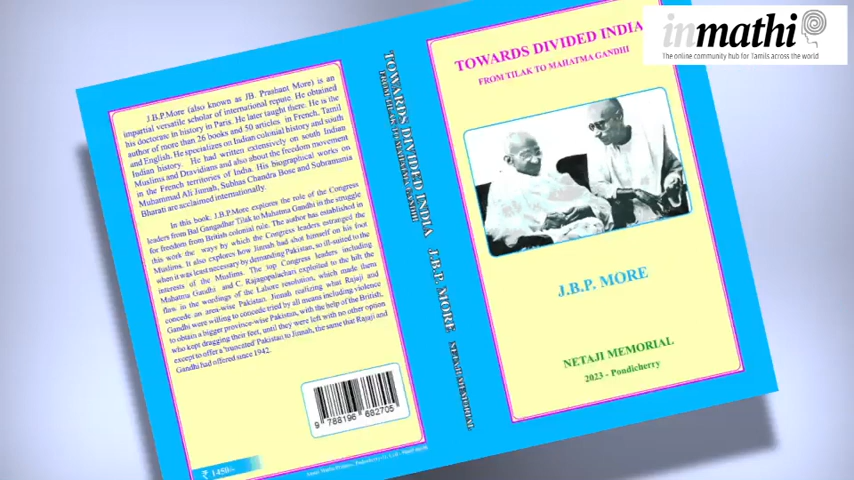 inmathi
The online community hub for Tamils across the world
J.B.P.More (also known as JB. Prashant More) is an
impartial versatile scholar of international repute. He obtained
his doctorate in history in Paris. He later taught there. He is the
author of more than 26 books and 50 articles in French, Tamil
and English. He specializes on Indian colonial history and south
Indian history. He had written extensively on south Indian
Muslims and Dravidians and also about the freedom movement
in the French territories of India. His biographical works on
Muhammad Ali Jinnah, Subhas Chandra Bose and Subramania
Bharati are acclaimed internationally.
In this book, J.B.P.More explores the role of the Congress
leaders from Bal Gangadhar Tilak to Mahatma Gandhi in the struggle
for freedom from British colonial rule. The author has established in
this work the ways by which the Congress leaders estranged the
Muslims. It also explores how Jinnah had shot himself on his foot
when it was least necessary by demanding Pakistan, so ill-suited to the
interests of the Muslims. The top Congress leaders including
Mahatma Gandhi and C. Rajagopalachari exploited to the hilt the
flaw in the wordings of the Lahore resolution, which made them
concede an area-wise Pakistan. Jinnah realizing what Rajaji and
Gandhi were willing to concede tried by all means including violence
to obtain a bigger province-wise Pakistan, with the help of the British,
who kept dragging their feet, until they were left with no other option
except to offer a 'truncated' Pakistan to Jinnah, the same that Rajaji and
Gandhi had offered since 1942.
9 788196 682705
₹ 1450/-
TOWARDS DIVIDED INDIA
FROM TILAK TO MAHATMA GANDHI
J.B.P. MORE
NETAJI MEMORIAL
TOWARDS DIVIDED INDIA
FROM TILAK TO MAHATMA GANDHI
J.B.P. MORE
NETAJI MEMORIAL
2023 - Pondicherry